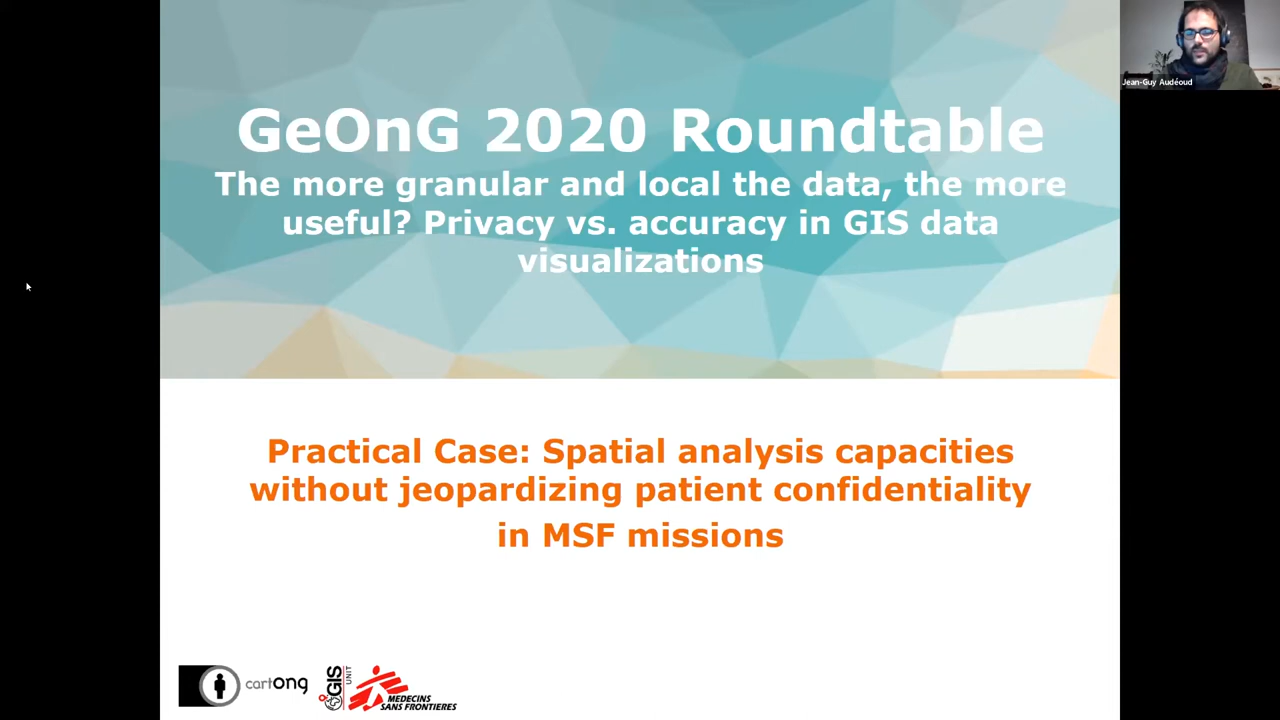 Jean-Guy Audéoud
GeOnG 2020 Roundtable
The more granular and local the data, the more
useful? Privacy vs. accuracy in GIS data
visualizations
Practical Case: Spatial analysis capacities
without jeopardizing patient confidentiality
in MSF missions
cartong
GIS
UNIT
MEDECINS
SANS FRONTIERES